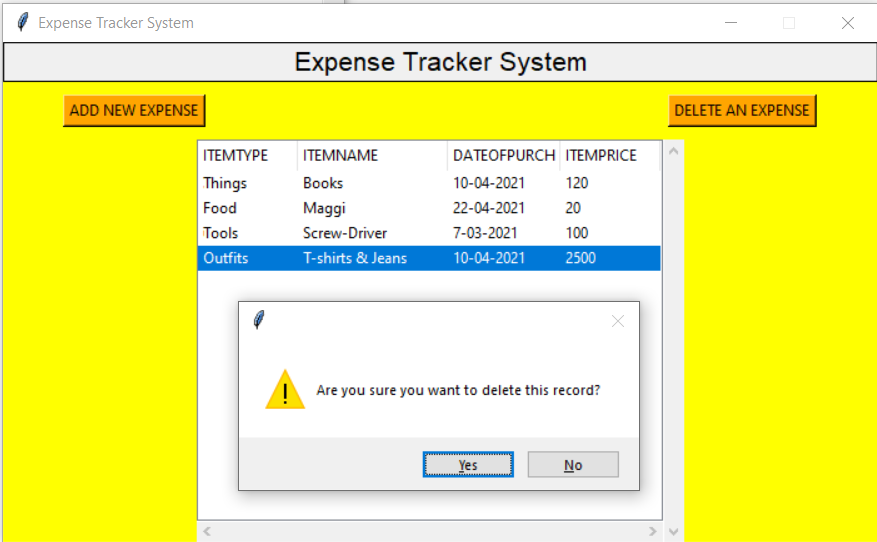 Expense Tracker System
Expense Tracker System
ADD NEW EXPENSE DELETE AN EXPENSE
ITEMTYPE ITEMNAME DATEOFPURCH ITEMPRICE
Things Books 10-04-2021 120
Food Maggi 22-04-2021 20
Tools Screw-Driver 7-03-2021 100
Outfits T-shirts & Jeans 10-04-2021 2500
Are you sure you want to delete this record?
Yes No